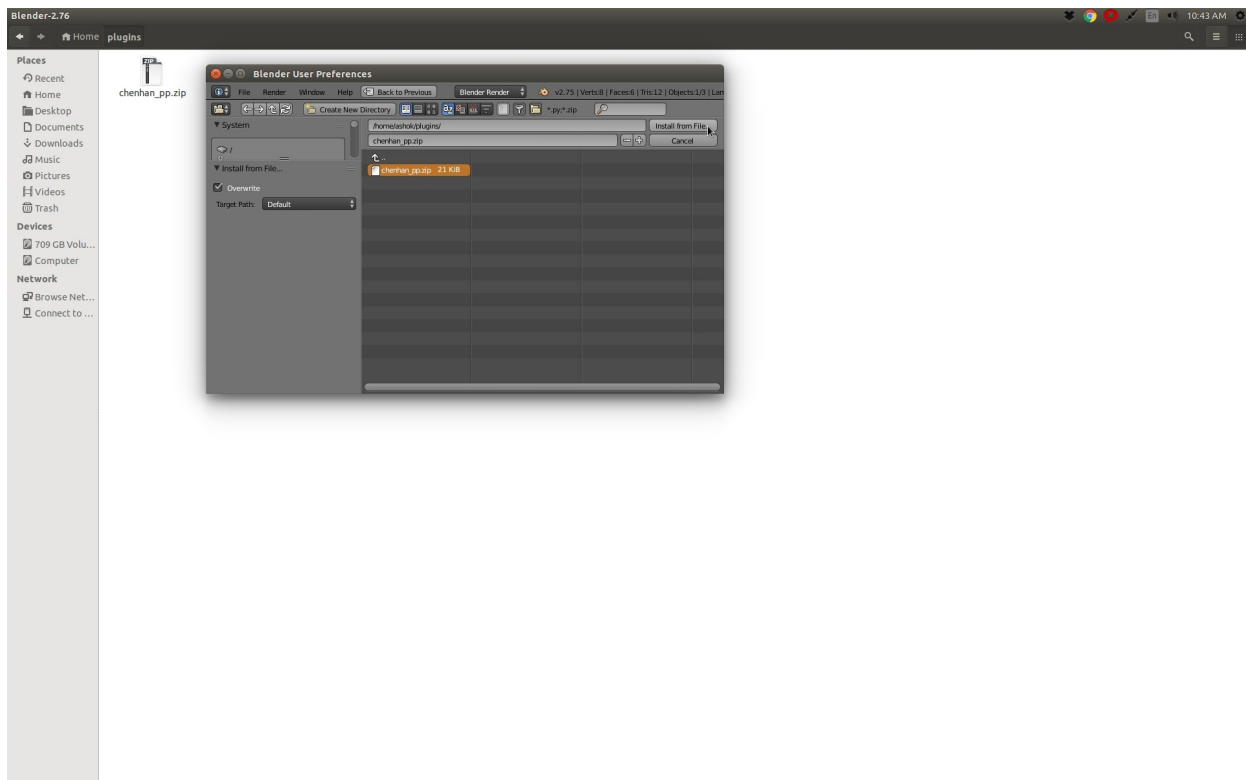 Blender-2.76
En 10:43 AM
Home plugins
Places
Recent
Home
Desktop
Documents
Downloads
Music
Pictures
Videos
Trash
Devices
709 GB Volu...
Computer
Network
Browse Net...
Connect to ...
ZIP
chenhan_pp.zip
Blender User Preferences
File Render Window Help Back to Previous Blender Render v2.75 | Verts:8 | Faces:6 | Tris:12 | Objects:1/3 | Lam
Create New Directory *.py;*.zip
System
/
Install from File...
Overwrite
Target Path: Default
/home/ashok/plugins/ Install from File...
chenhan_pp.zip Cancel
..
chenhan_pp.zip 21 KiB